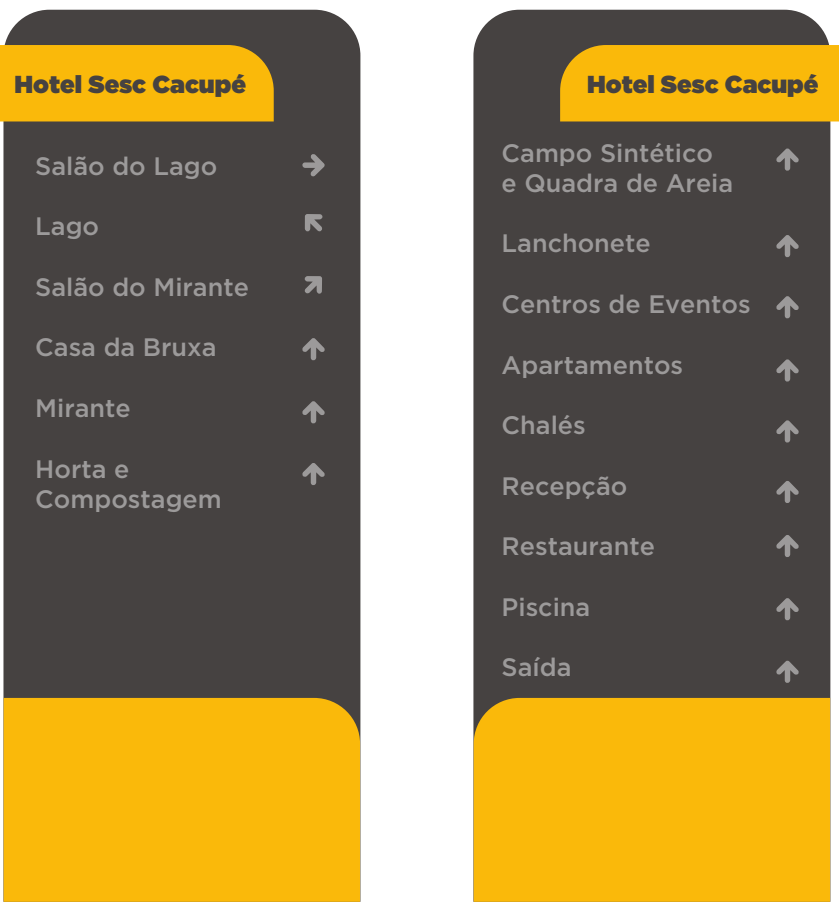 Hotel Sesc Cacupé
Salão do Lago
Lago
Salão do Mirante
Casa da Bruxa
Mirante
Horta e
Compostagem
Hotel Sesc Cacupé
Campo Sintético
e Quadra de Areia
Lanchonete
Centros de Eventos
Apartamentos
Chalés
Recepção
Restaurante
Piscina
Saída